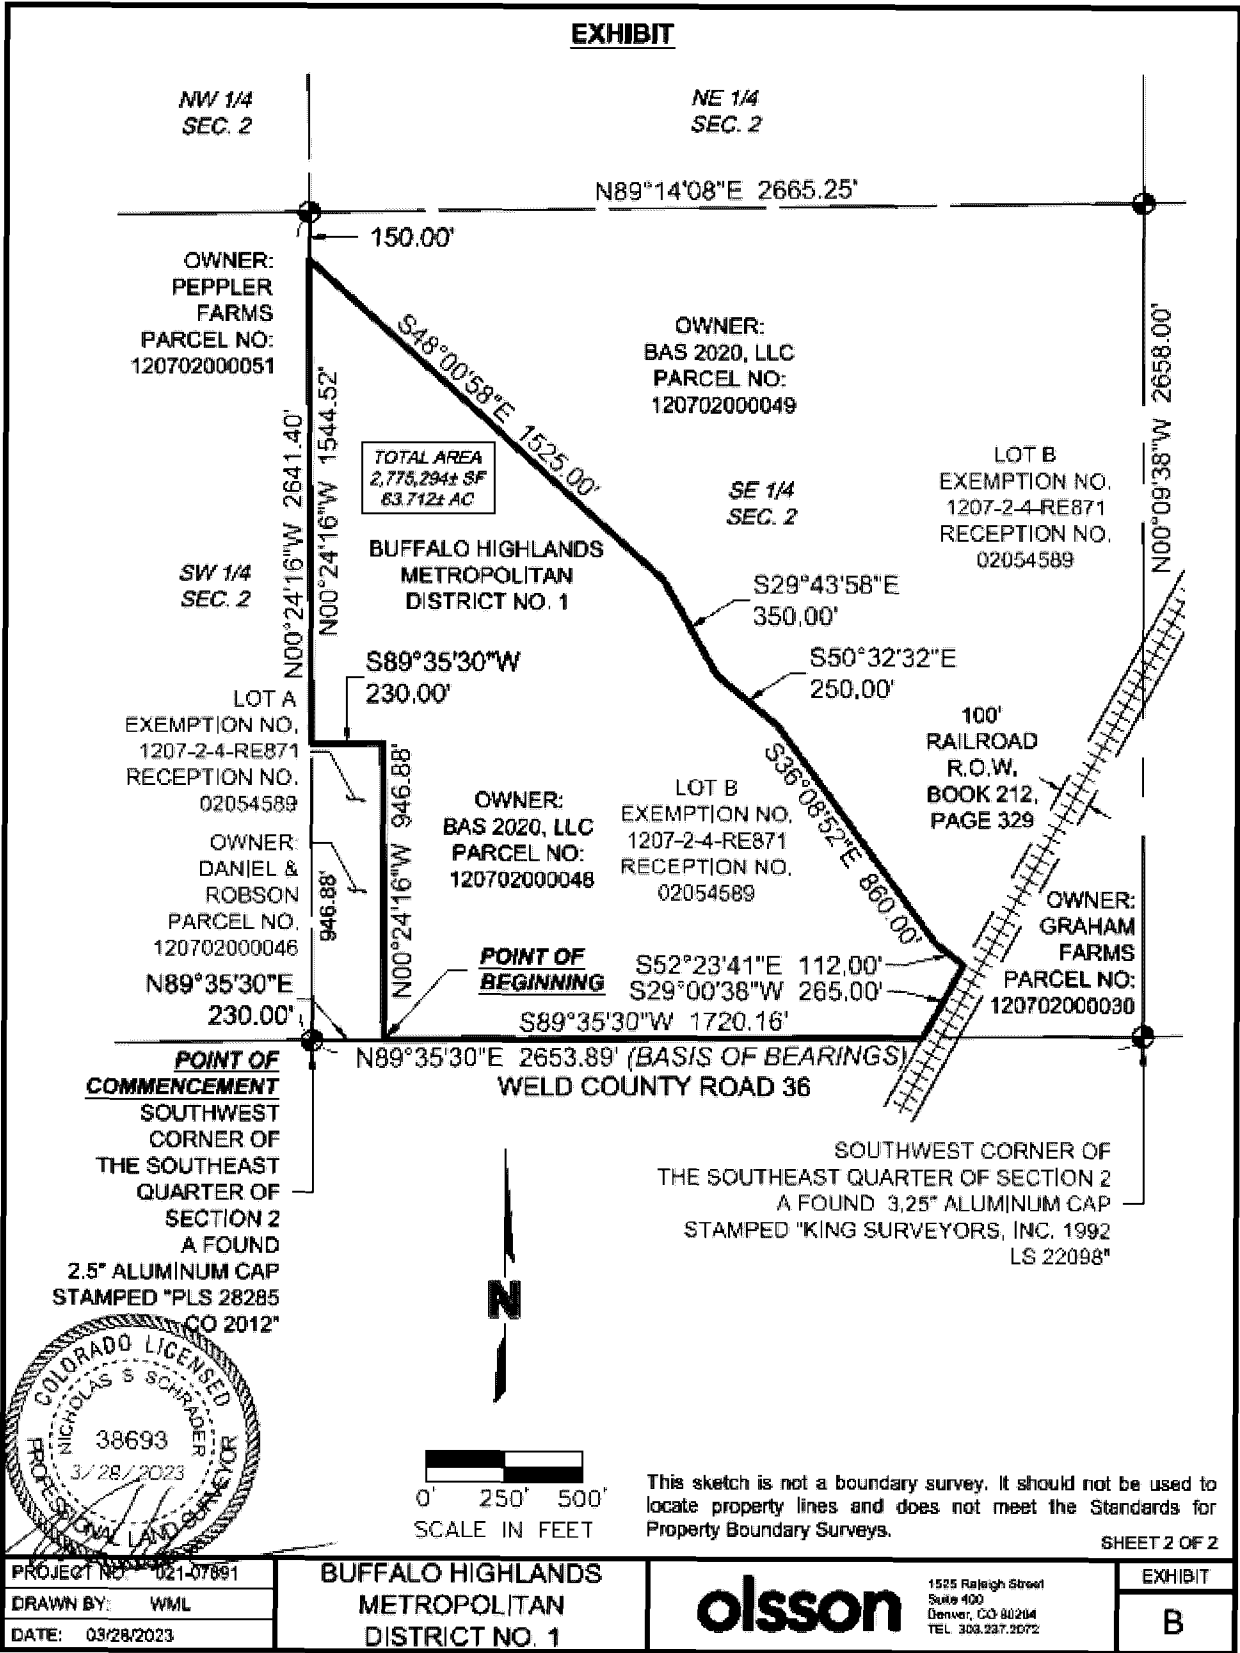 EXHIBIT
NW 1/4
SEC. 2
NE 1/4
SEC. 2
N89°14'08"E 2665.25'
150.00'
OWNER:
PEPPLER
FARMS
PARCEL NO:
120702000051
S48°00'58"E 1525.00'
OWNER:
BAS 2020, LLC
PARCEL NO:
120702000049
N00°09'38"W 2658.00'
N00°24'16"W 2641.40'
N00°24'16"W 1544.52'
TOTAL AREA
2,775,294± SF
63.712± AC
LOT B
EXEMPTION NO.
1207-2-4-RE871
RECEPTION NO.
02054589
SE 1/4
SEC. 2
BUFFALO HIGHLANDS
METROPOLITAN
DISTRICT NO. 1
SW 1/4
SEC. 2
S29°43'58"E
350.00'
S89°35'30"W
230.00'
S50°32'32"E
250.00'
LOT A
EXEMPTION NO.
1207-2-4-RE871
RECEPTION NO.
02054589
100'
RAILROAD
R.O.W.
BOOK 212,
PAGE 329
N00°24'16"W 946.88'
OWNER:
BAS 2020, LLC
PARCEL NO:
120702000048
LOT B
EXEMPTION NO.
1207-2-4-RE871
RECEPTION NO.
02054589
S36°08'52"E 860.00'
OWNER:
DANIEL &
ROBSON
PARCEL NO.
120702000046
946.88'
OWNER:
GRAHAM
FARMS
PARCEL NO:
120702000030
POINT OF
BEGINNING
S52°23'41"E 112.00'
S29°00'38"W 265.00'
N89°35'30"E
230.00'
S89°35'30"W 1720.16'
N89°35'30"E 2653.89' (BASIS OF BEARINGS)
WELD COUNTY ROAD 36
POINT OF
COMMENCEMENT
SOUTHWEST
CORNER OF
THE SOUTHEAST
QUARTER OF
SECTION 2
A FOUND
2.5" ALUMINUM CAP
STAMPED "PLS 28285
CO 2012"
SOUTHWEST CORNER OF
THE SOUTHEAST QUARTER OF SECTION 2
A FOUND 3.25" ALUMINUM CAP
STAMPED "KING SURVEYORS, INC. 1992
LS 22098"
N
COLORADO LICENSED
NICHOLAS S SCHRADER
38693
3/28/2023
PROFESSIONAL LAND SURVEYOR
0' 250' 500'
SCALE IN FEET
This sketch is not a boundary survey. It should not be used to
locate property lines and does not meet the Standards for
Property Boundary Surveys.
SHEET 2 OF 2
PROJECT NO: 021-07891
DRAWN BY: WML
DATE: 03/28/2023
BUFFALO HIGHLANDS
METROPOLITAN
DISTRICT NO. 1
olsson
1525 Raleigh Street
Suite 400
Denver, CO 80204
TEL 303.237.2072
EXHIBIT
B